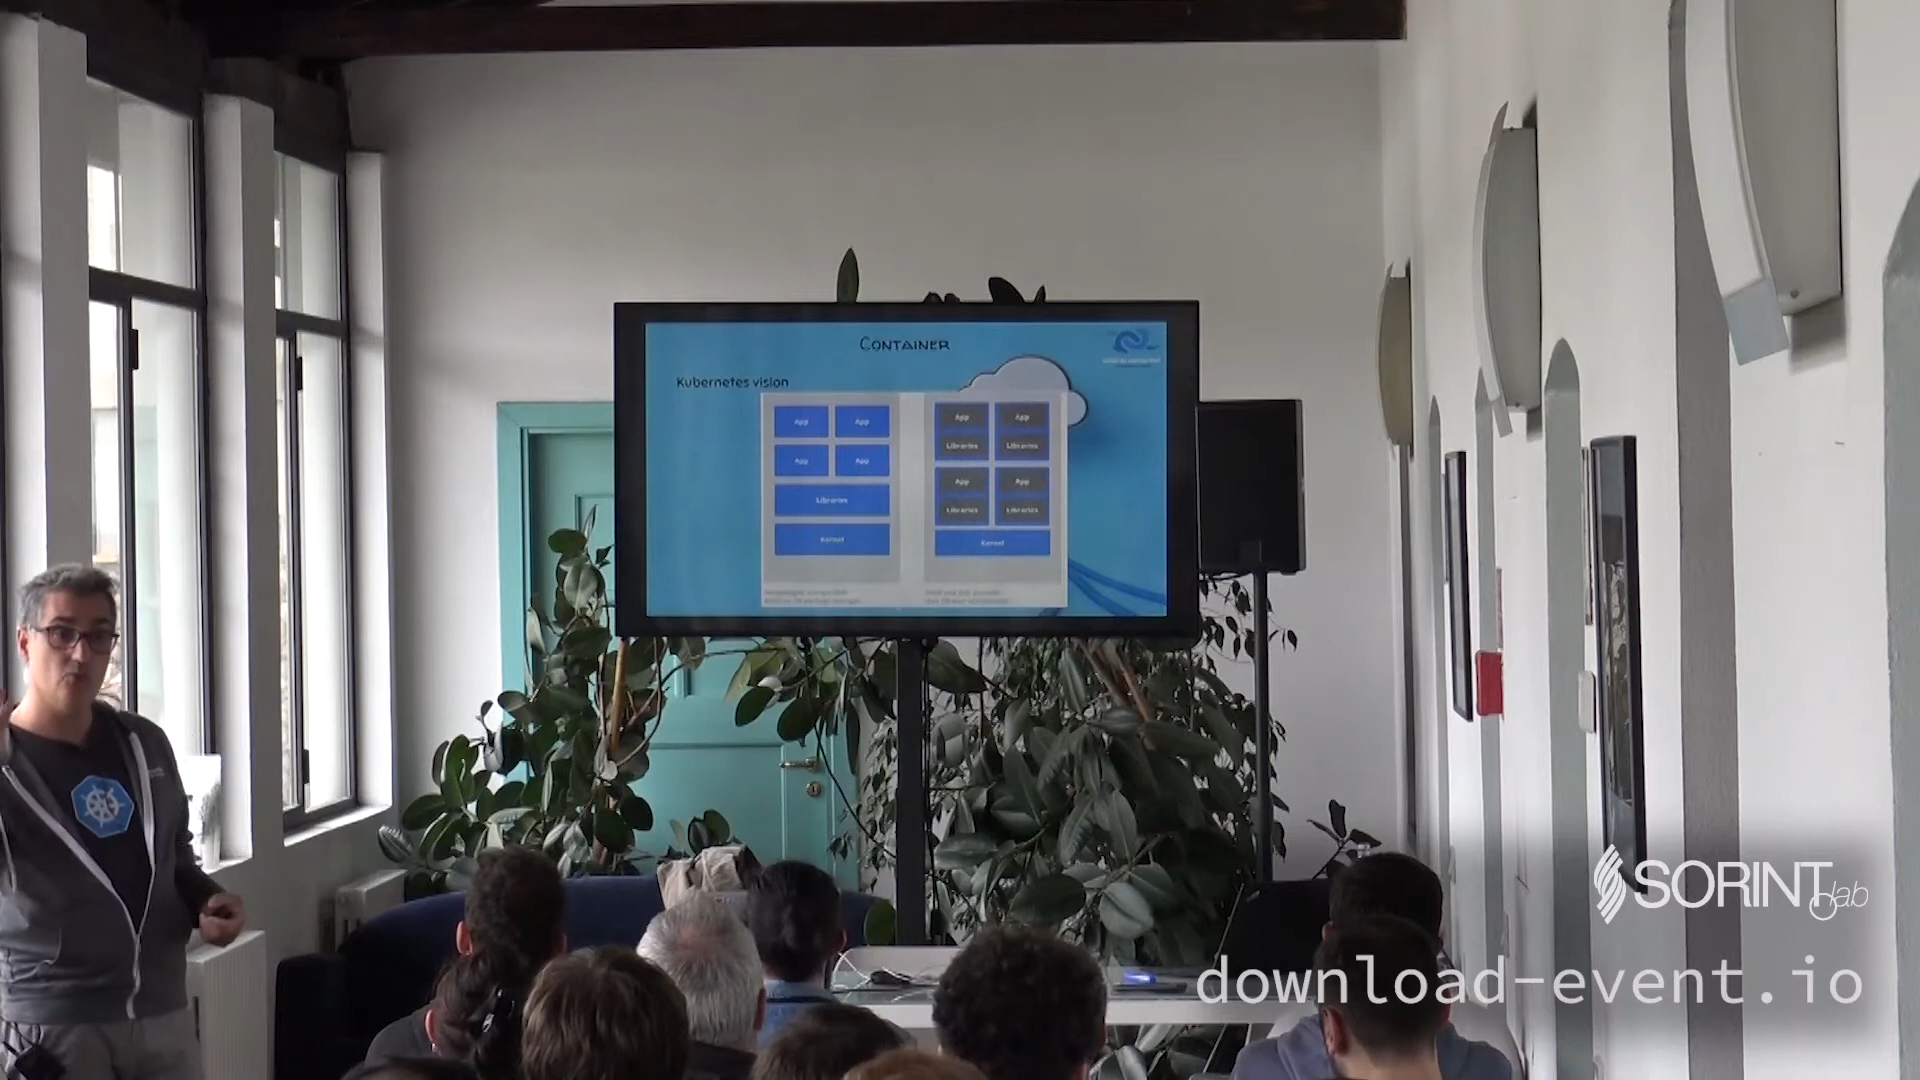 CONTAINER
Kubernetes vision
App App
App App
Libraries
Kernel
App App
Libraries Libraries
App App
Libraries Libraries
Kernel
SORINTlab
download-event.io